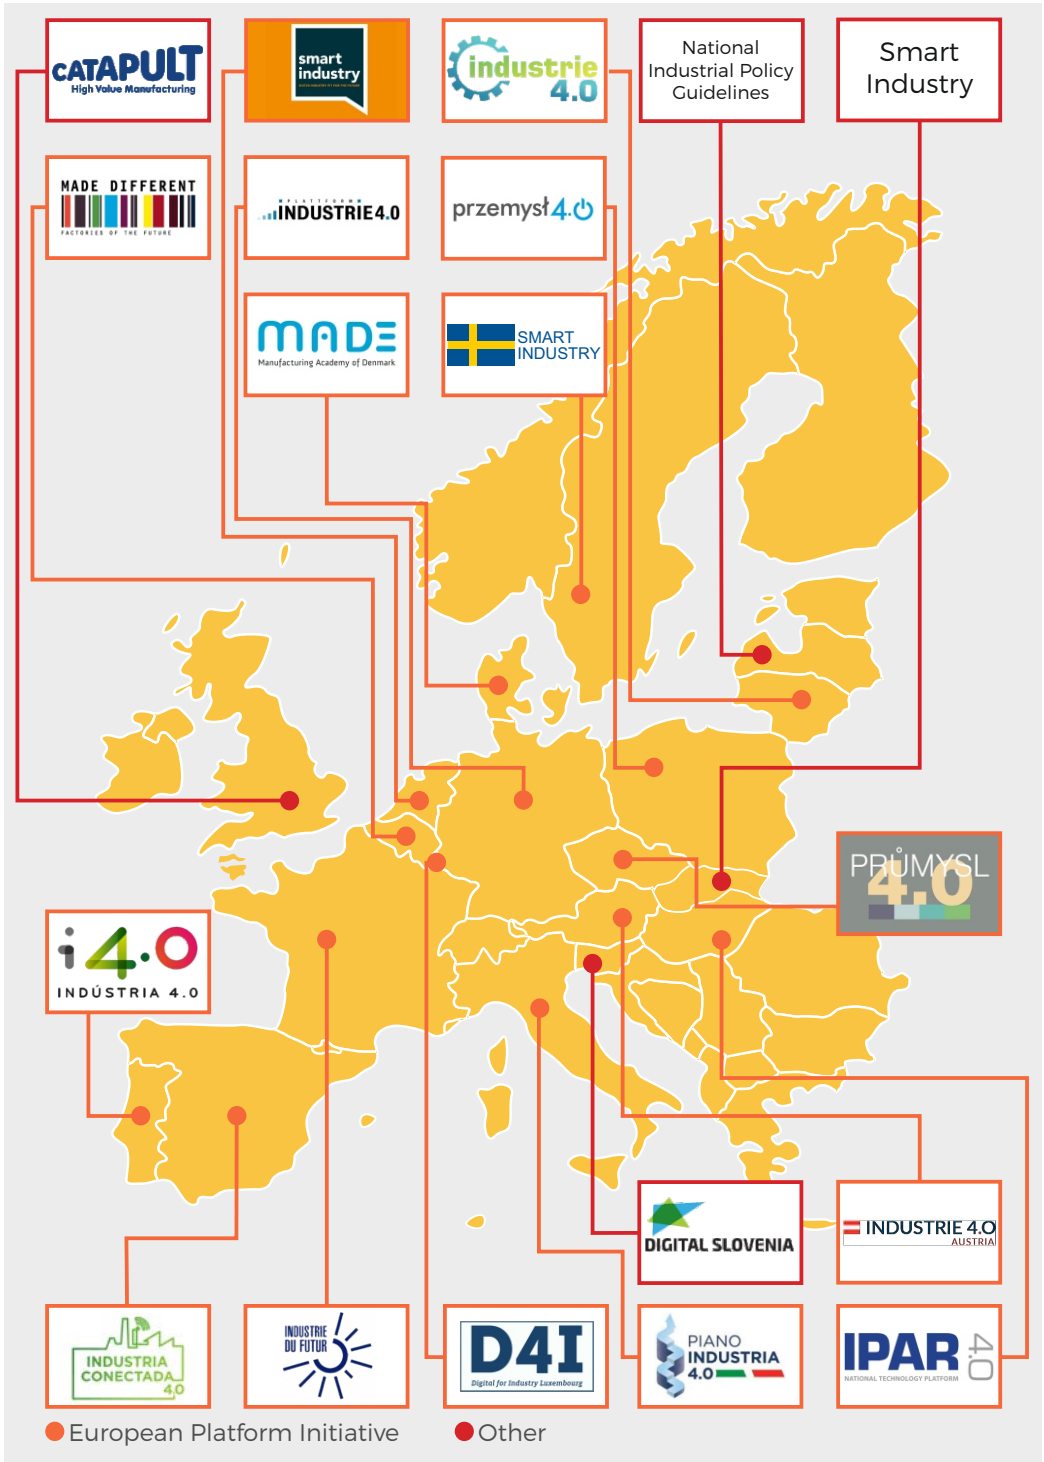 CATAPULT
High Value Manufacturing
smart
industry
industrie
4.0
National
Industrial Policy
Guidelines
Smart
Industry
MADE DIFFERENT
FACTORIES OF THE FUTURE
PLATTFORM
INDUSTRIE4.0
przemysł4.0
MADE
Manufacturing Academy of Denmark
SMART
INDUSTRY
PRŮMYSL
4.0
i4.0
INDÚSTRIA 4.0
DIGITAL SLOVENIA
INDUSTRIE 4.0
AUSTRIA
INDUSTRIA
CONECTADA
4.0
INDUSTRIE
DU FUTUR
D4I
Digital for Industry Luxembourg
PIANO
INDUSTRIA
4.0
IPAR 4.0
NATIONAL TECHNOLOGY PLATFORM
European Platform Initiative
Other